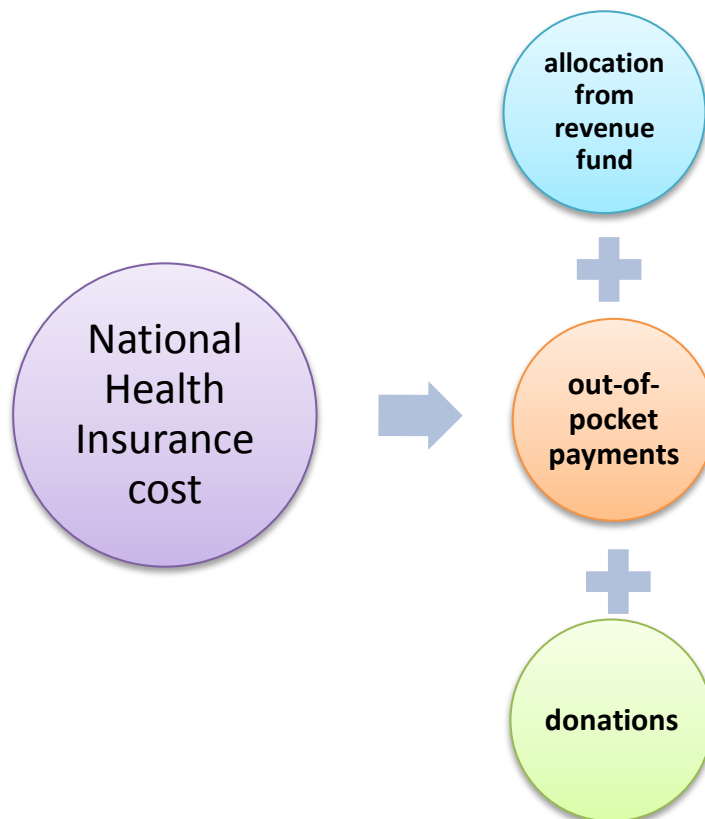 allocation
from
revenue
fund
National
Health
Insurance
cost
out-of-
pocket
payments
donations